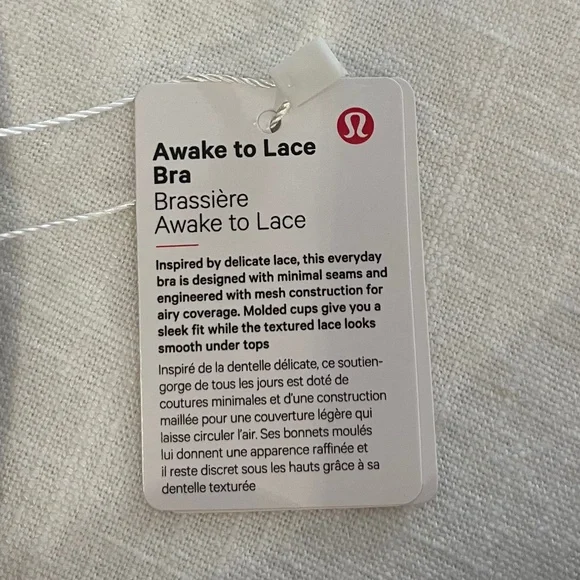 Awake to Lace
Bra
Brassière
Awake to Lace
Inspired by delicate lace, this everyday
bra is designed with minimal seams and
engineered with mesh construction for
airy coverage. Molded cups give you a
sleek fit while the textured lace looks
smooth under tops
Inspiré de la dentelle délicate, ce soutien-
gorge de tous les jours est doté de
coutures minimales et d'une construction
maillée pour une couverture légère qui
laisse circuler l'air. Ses bonnets moulés
lui donnent une apparence raffinée et
il reste discret sous les hauts grâce à sa
dentelle texturée